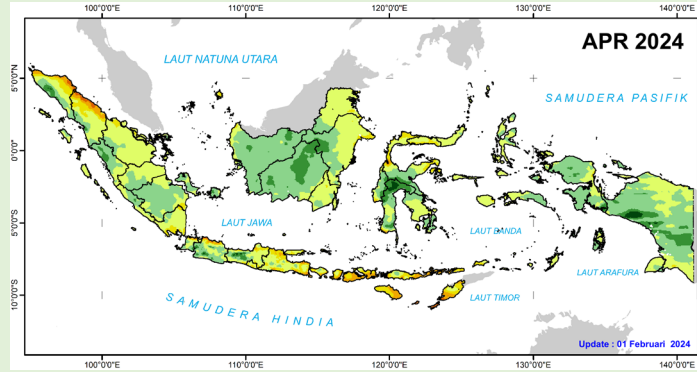 100°0'0"E 110°0'0"E 120°0'0"E 130°0'0"E 140°0'0"E
APR 2024
LAUT NATUNA UTARA
5°0'0"N
SAMUDERA PASIFIK
0°0'0"
5°0'0"S
LAUT JAWA
LAUT BANDA
LAUT ARAFURA
10°0'0"S
SAMUDERA HINDIA
LAUT TIMOR
Update : 01 Februari 2024
100°0'0"E 110°0'0"E 120°0'0"E 130°0'0"E 140°0'0"E